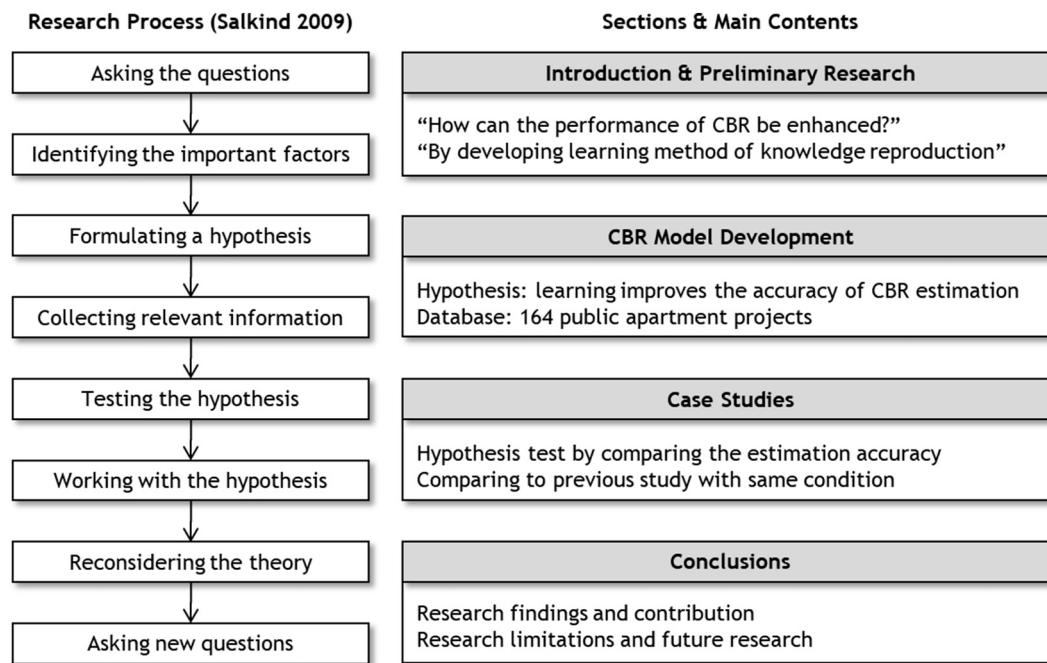 Research Process (Salkind 2009)
Asking the questions
Identifying the important factors
Formulating a hypothesis
Collecting relevant information
Testing the hypothesis
Working with the hypothesis
Reconsidering the theory
Asking new questions
Sections & Main Contents
Introduction & Preliminary Research
“How can the performance of CBR be enhanced?”
“By developing learning method of knowledge reproduction”
CBR Model Development
Hypothesis: learning improves the accuracy of CBR estimation
Database: 164 public apartment projects
Case Studies
Hypothesis test by comparing the estimation accuracy
Comparing to previous study with same condition
Conclusions
Research findings and contribution
Research limitations and future research